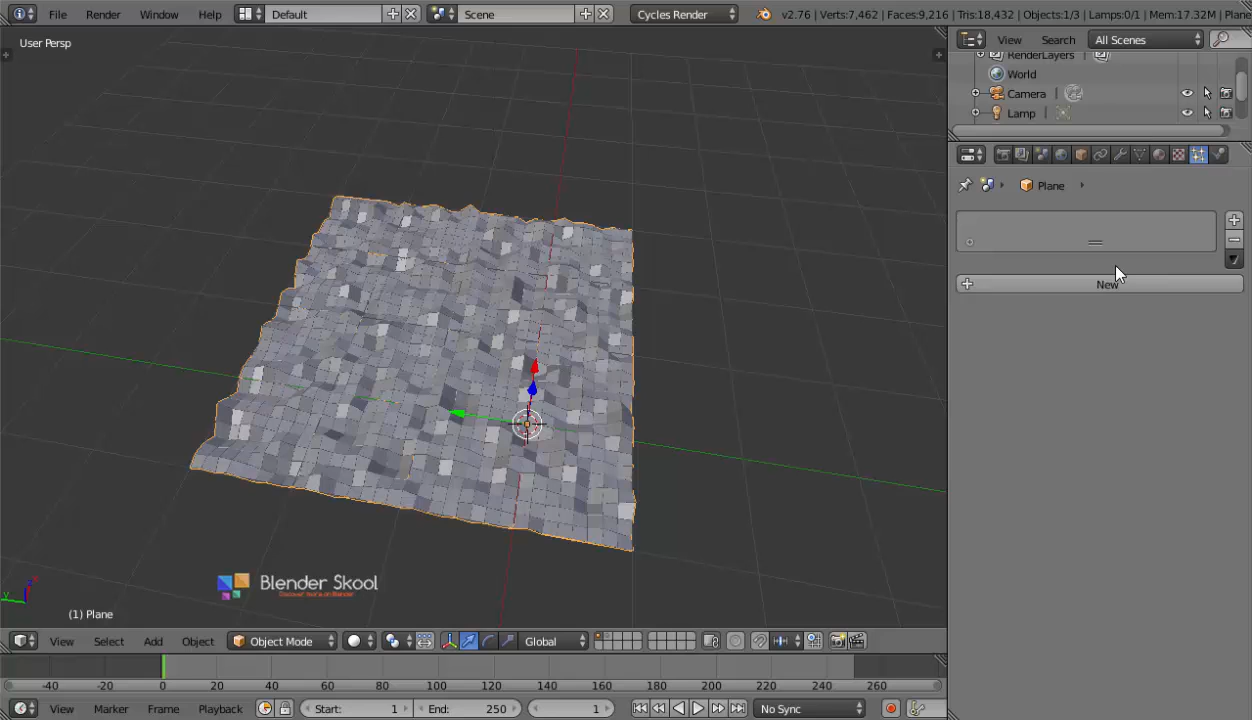 File Render Window Help Default Scene Cycles Render v2.76 | Verts:7,462 | Faces:9,216 | Tris:18,432 | Objects:1/3 | Lamps:0/1 | Mem:17.32M | Plane
User Persp
View Search All Scenes
RenderLayers
World
Camera
Lamp
Plane
New
Blender Skool
(1) Plane
View Select Add Object Object Mode Global
-40 -20 0 20 40 60 80 100 120 140 160 180 200 220 240 260
View Marker Frame Playback Start: 1 End: 250 1 No Sync